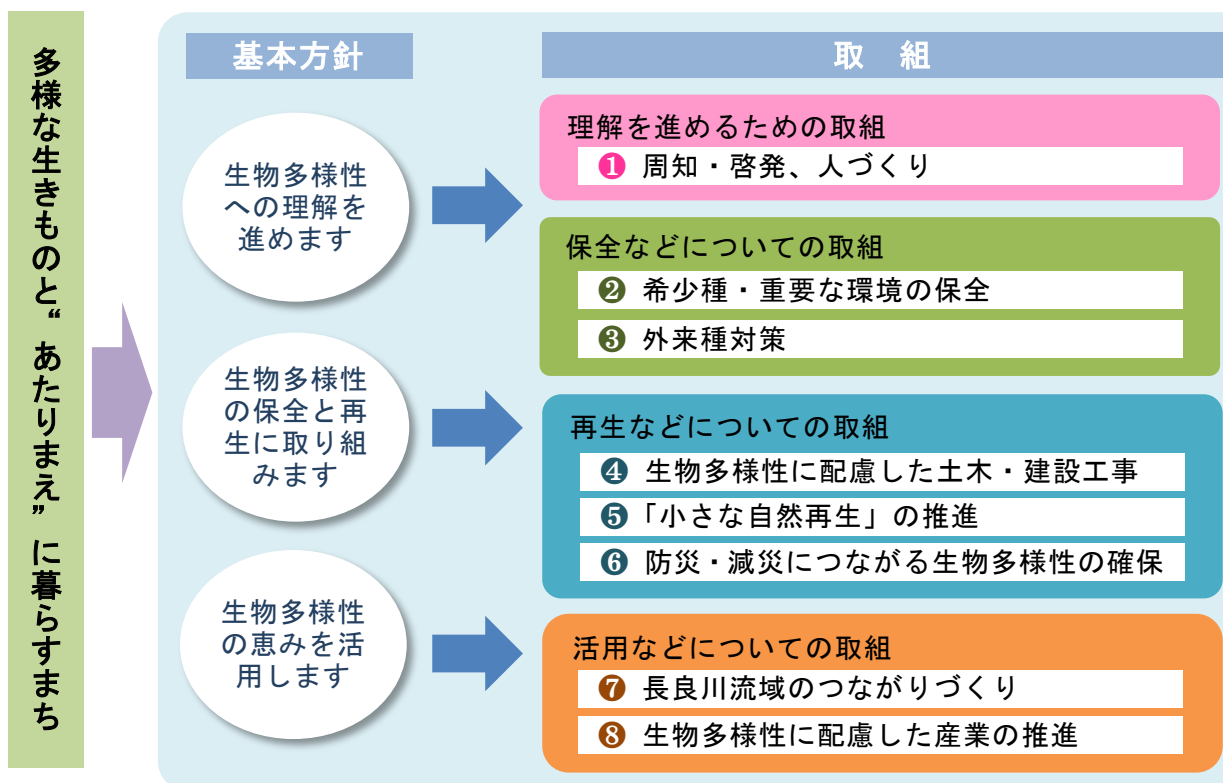 多様な生きものと“あたりまえ”に暮らすまち
基本方針
取 組
生物多様性
への理解を
進めます
理解を進めるための取組
❶ 周知・啓発、人づくり
保全などについての取組
❷ 希少種・重要な環境の保全
❸ 外来種対策
生物多様性
の保全と再
生に取り組
みます
再生などについての取組
❹ 生物多様性に配慮した土木・建設工事
❺「小さな自然再生」の推進
❻ 防災・減災につながる生物多様性の確保
生物多様性
の恵みを活
用します
活用などについての取組
❼ 長良川流域のつながりづくり
❽ 生物多様性に配慮した産業の推進